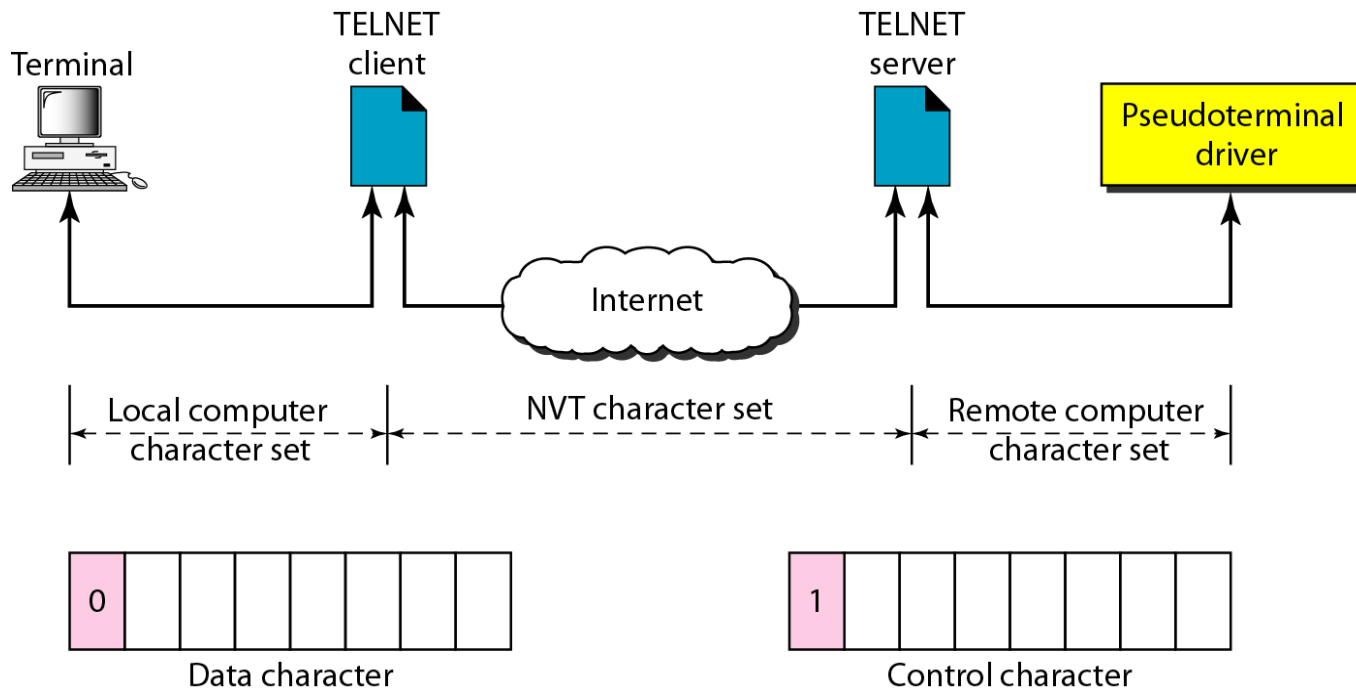 Terminal
TELNET
client
TELNET
server
Pseudoterminal
driver
Internet
Local computer
character set
NVT character set
Remote computer
character set
0
Data character
1
Control character